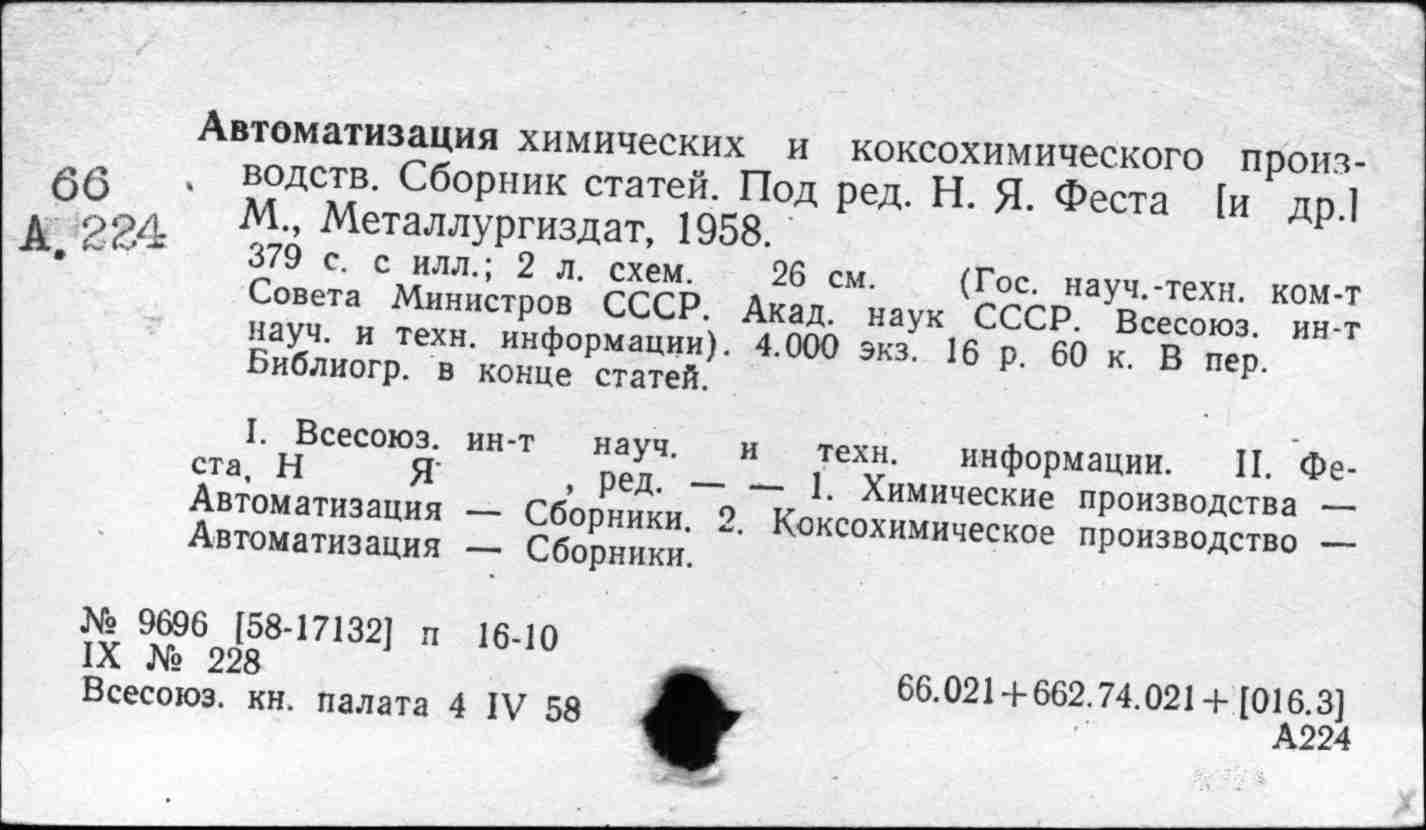 Автоматизация химических и коксохимического произ-
66
водств. Сборник статей. Под ред. Н. Я. Феста [и др.]
А. 224
М., Металлургиздат, 1958.
379 с. с илл.; 2 л. схем. 26 см. (Гос. науч.-техн. ком-т
Совета Министров СССР. Акад. наук СССР. Всесоюз. ин-т
науч. и техн. информации). 4.000 экз. 16 р. 60 к. В пер.
Библиогр. в конце статей.
I. Всесоюз. ин-т науч. и техн. информации. II. Фе-
ста, Н Я , ред. — — 1. Химические производства —
Автоматизация — Сборники. 2. Коксохимическое производство —
Автоматизация — Сборники.
№ 9696 [58-17132] п 16-10
IX № 228
Всесоюз. кн. палата 4 IV 58
66.021+662.74.021+[016.3]
А224